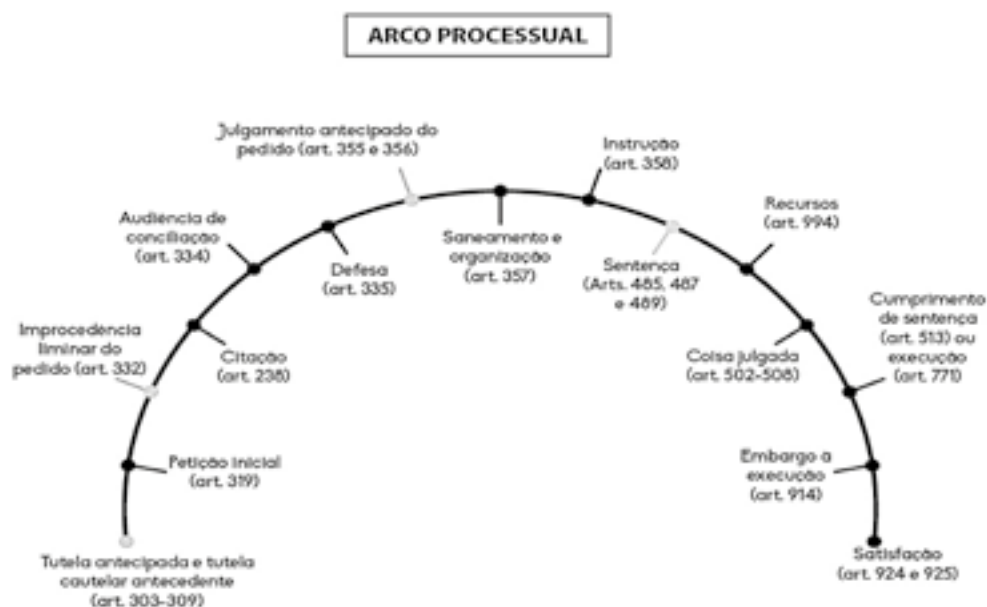 ARCO PROCESSUAL
Julgamento antecipado do
pedido (art. 355 e 356)
Instrução
(art. 358)
Audiência de
conciliação
(art. 334)
Defesa
(art. 335)
Saneamento e
organização
(art. 357)
Sentença
(Arts. 485, 487
e 489)
Recursos
(art. 994)
Improcedência
liminar do
pedido (art. 332)
Citação
(art. 238)
Coisa julgada
(art. 502-508)
Cumprimento
de sentença
(art. 513) ou
execução
(art. 771)
Petição inicial
(art. 319)
Embargo a
execução
(art. 914)
Tutela antecipada e tutela
cautelar antecedente
(art. 303-309)
Satisfação
(art. 924 e 925)